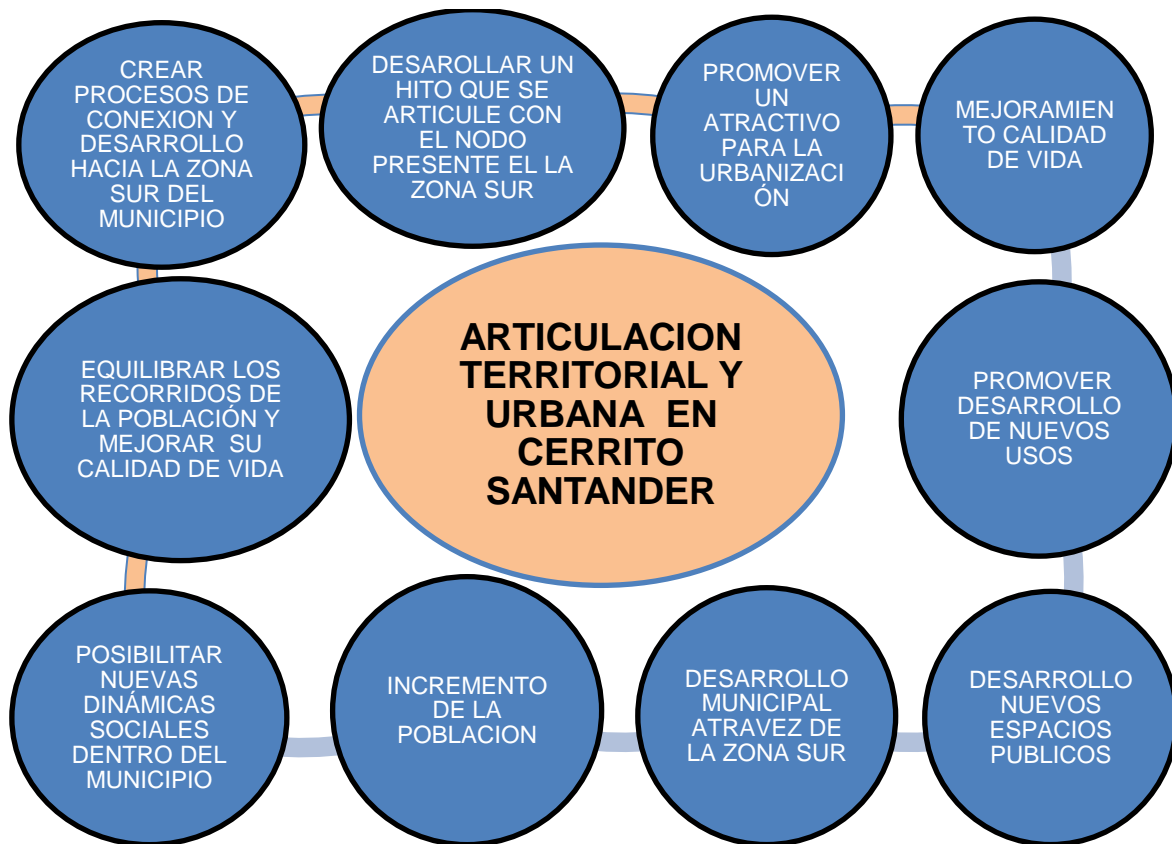 CREAR
PROCESOS DE
CONEXION Y
DESARROLLO
HACIA LA ZONA
SUR DEL
MUNICIPIO
DESAROLLAR UN
HITO QUE SE
ARTICULE CON
EL NODO
PRESENTE EL LA
ZONA SUR
PROMOVER
UN
ATRACTIVO
PARA LA
URBANIZACI
ÓN
MEJORAMIEN
TO CALIDAD
DE VIDA
EQUILIBRAR LOS
RECORRIDOS DE
LA POBLACIÓN Y
MEJORAR SU
CALIDAD DE VIDA
ARTICULACION
TERRITORIAL Y
URBANA EN
CERRITO
SANTANDER
PROMOVER
DESARROLLO
DE NUEVOS
USOS
POSIBILITAR
NUEVAS
DINÁMICAS
SOCIALES
DENTRO DEL
MUNICIPIO
INCREMENTO
DE LA
POBLACION
DESARROLLO
MUNICIPAL
ATRAVEZ DE
LA ZONA SUR
DESARROLLO
NUEVOS
ESPACIOS
PUBLICOS